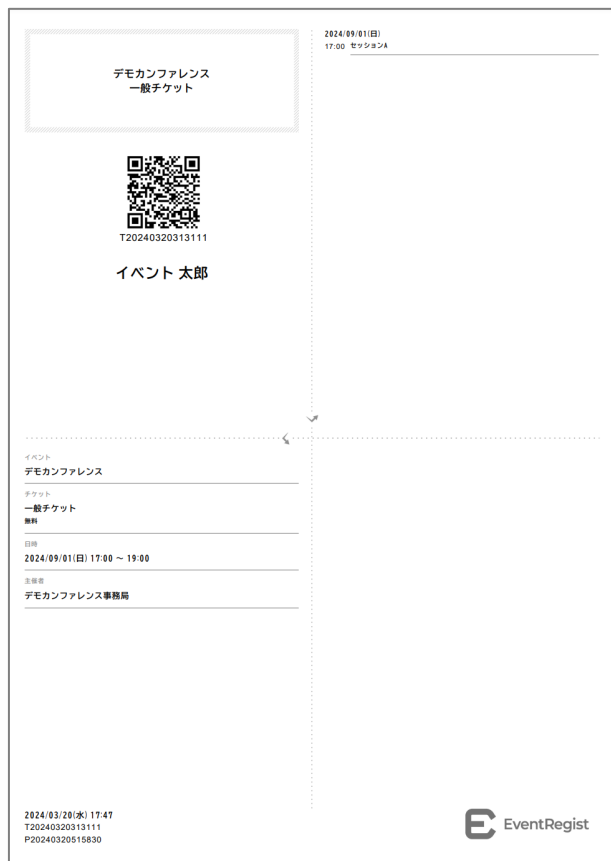 デモカンファレンス
一般チケット
T20240320313111
イベント 太郎
2024/09/01(日)
17:00 セッションA
イベント
デモカンファレンス
チケット
一般チケット
無料
日時
2024/09/01(日) 17:00 ～ 19:00
主催者
デモカンファレンス事務局
2024/03/20(水) 17:47
T20240320313111
P20240320515830
EventRegist